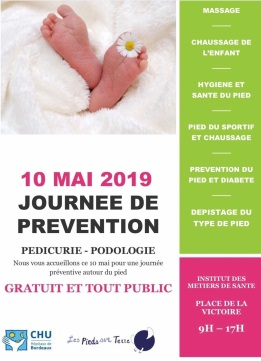 10 MAI 2019
JOURNEE DE
PREVENTION
PEDICURIE - PODOLOGIE
Nous vous accueillons ce 10 mai pour une journée
préventive autour du pied
GRATUIT ET TOUT PUBLIC
CHU
Hôpitaux de
Bordeaux
Les Pieds sur Terre
MASSAGE
CHAUSSAGE DE
L'ENFANT
HYGIENE ET
SANTE DU PIED
PIED DU SPORTIF
ET CHAUSSAGE
PREVENTION DU
PIED ET DIABETE
DEPISTAGE DU
TYPE DE PIED
INSTITUT DES
METIERS DE SANTE
PLACE DE LA
VICTOIRE
9H – 17H